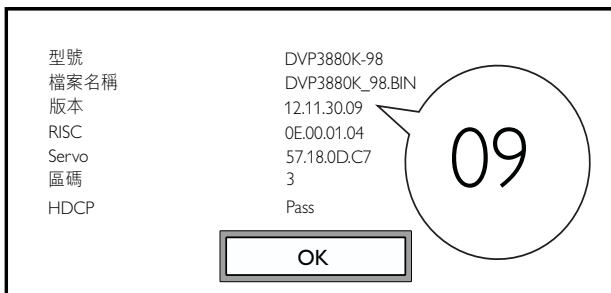 型號 DVP3880K-98
檔案名稱 DVP3880K_98.BIN
版本 12.11.30.09
RISC 0E.00.01.04
Servo 57.18.0D.C7
區碼 3
HDCP Pass
09
OK